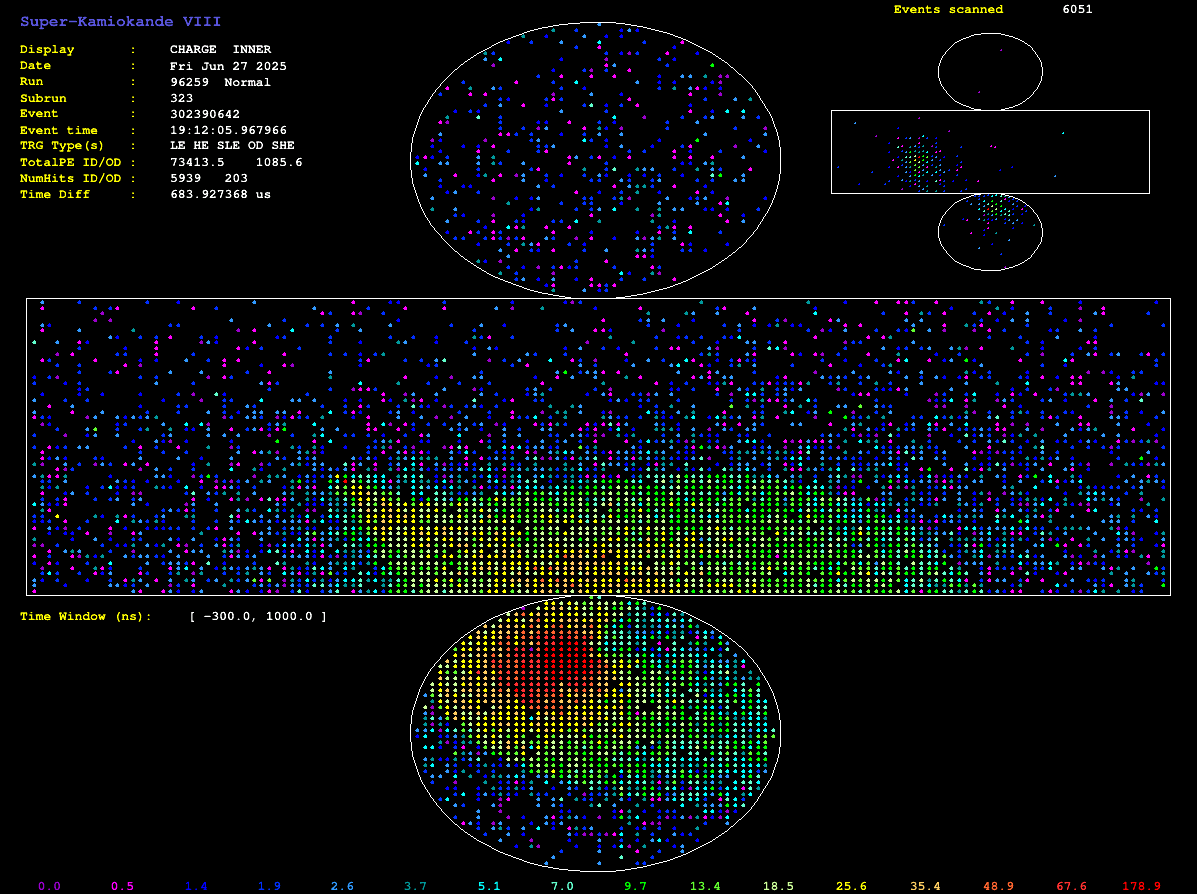 Super-Kamiokande VIII
Events scanned 6051
Display : CHARGE INNER
Date : Fri Jun 27 2025
Run : 96259 Normal
Subrun : 323
Event : 302390642
Event time : 19:12:05.967966
TRG Type(s) : LE HE SLE OD SHE
TotalPE ID/OD : 73413.5 1085.6
NumHits ID/OD : 5939 203
Time Diff : 683.927368 us
Time Window (ns): [ -300.0, 1000.0 ]
0.0 0.5 1.4 1.9 2.6 3.7 5.1 7.0 9.7 13.4 18.5 25.6 35.4 48.9 67.6 178.9